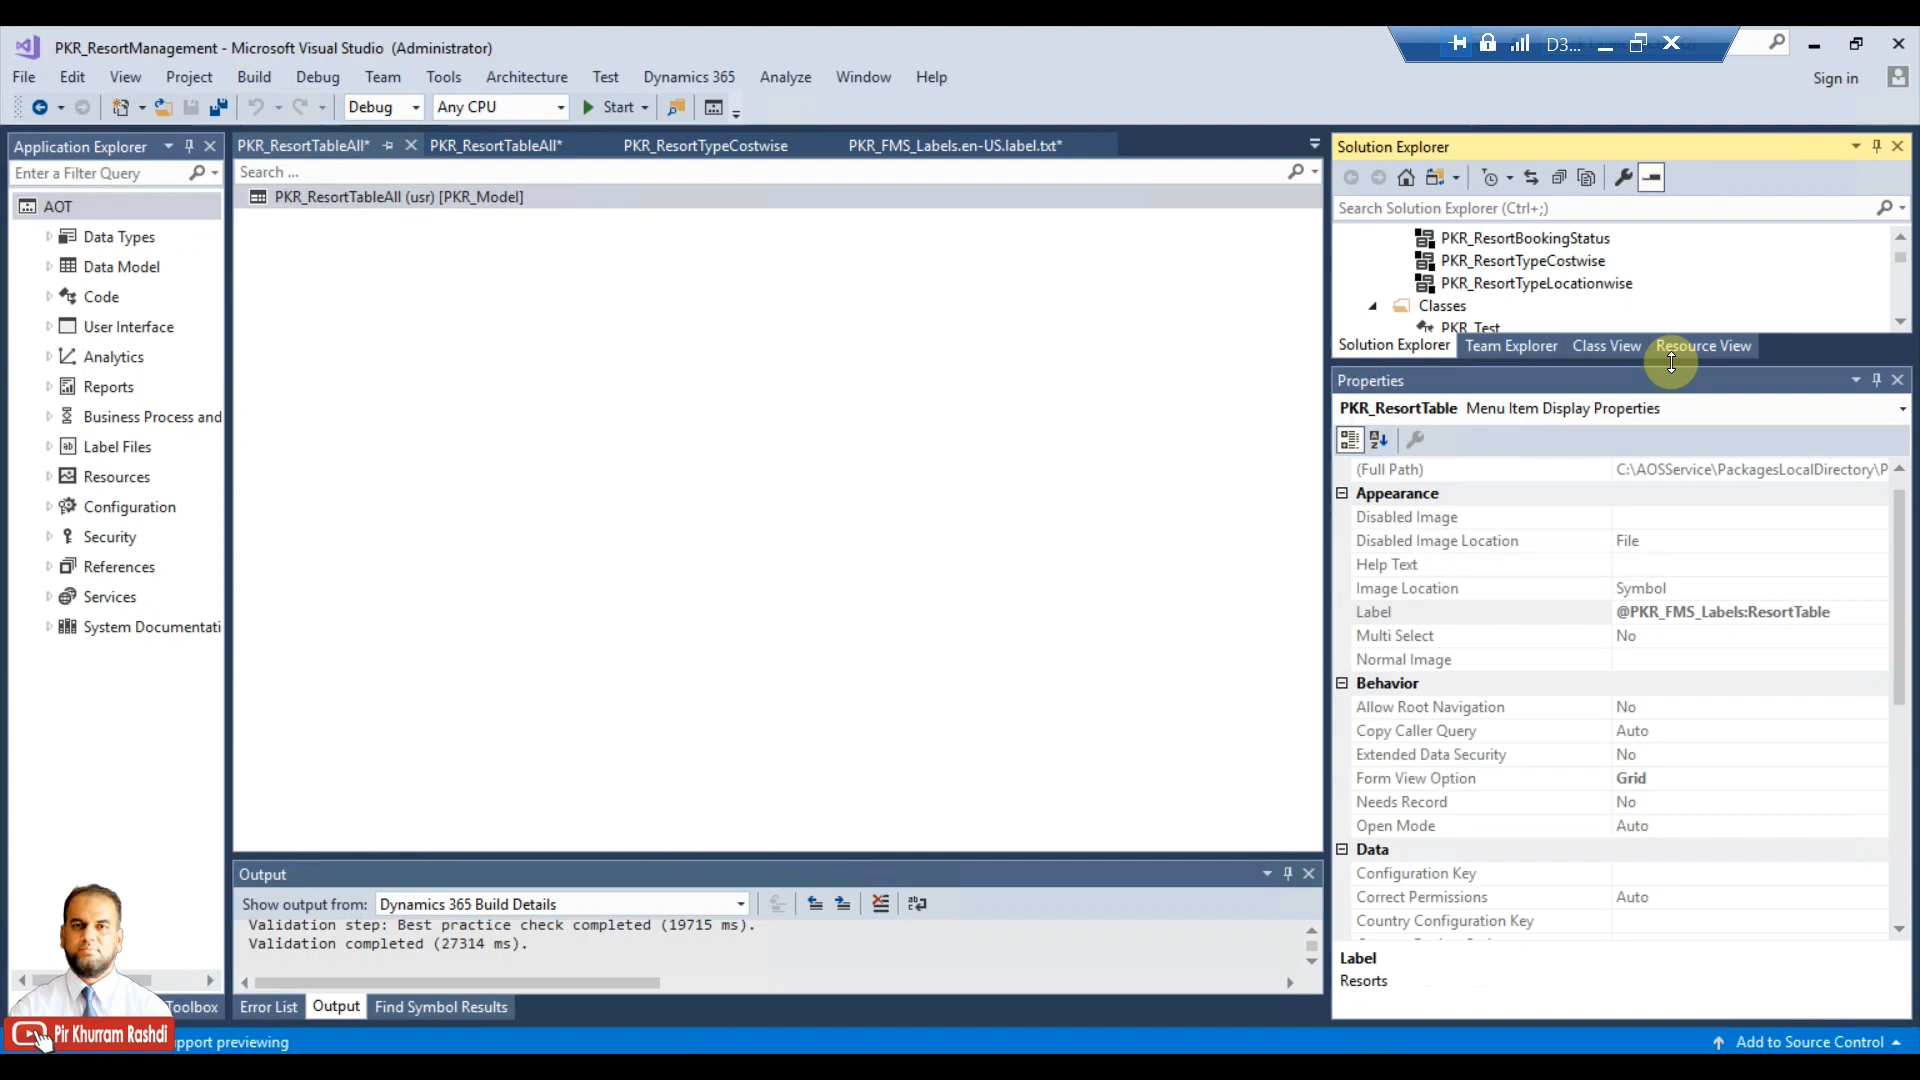 PKR_ResortManagement - Microsoft Visual Studio (Administrator)
D3...
File Edit View Project Build Debug Team Tools Architecture Test Dynamics 365 Analyze Window Help
Sign in
Debug Any CPU Start
Application Explorer
PKR_ResortTableAll* PKR_ResortTableAll* PKR_ResortTypeCostwise PKR_FMS_Labels.en-US.label.txt*
Solution Explorer
Enter a Filter Query
Search ...
PKR_ResortTableAll (usr) [PKR_Model]
AOT
Data Types
Data Model
Code
User Interface
Analytics
Reports
Business Process and
Label Files
Resources
Configuration
Security
References
Services
System Documentati
Toolbox
Search Solution Explorer (Ctrl+;)
PKR_ResortBookingStatus
PKR_ResortTypeCostwise
PKR_ResortTypeLocationwise
Classes
PKR_Test
Solution Explorer Team Explorer Class View Resource View
Properties
PKR_ResortTable Menu Item Display Properties
(Full Path) C:\AOSService\PackagesLocalDirectory\P
Appearance
Disabled Image
Disabled Image Location File
Help Text
Image Location Symbol
Label @PKR_FMS_Labels:ResortTable
Multi Select No
Normal Image
Behavior
Allow Root Navigation No
Copy Caller Query Auto
Extended Data Security No
Form View Option Grid
Needs Record No
Open Mode Auto
Data
Configuration Key
Correct Permissions Auto
Country Configuration Key
Label
Resorts
Output
Show output from: Dynamics 365 Build Details
Validation step: Best practice check completed (19715 ms).
Validation completed (27314 ms).
Error List Output Find Symbol Results
Pir Khurram Rashdi
upport previewing
Add to Source Control